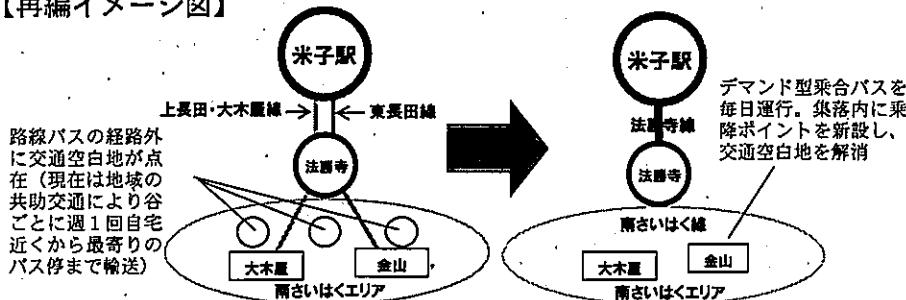 【再編イメージ図】
米子駅
上長田・大木屋線
東長田線
法勝寺
路線バスの経路外
に交通空白地が点
在（現在は地域の
共助交通により谷
ごとに週１回自宅
近くから最寄りの
バス停まで輸送）
大木屋
金山
南さいはくエリア
米子駅
法勝寺線
法勝寺
南さいはく線
デマンド型乗合バスを
毎日運行。集落内に乗
降ポイントを新設し、
交通空白地を解消
大木屋
金山
南さいはくエリア